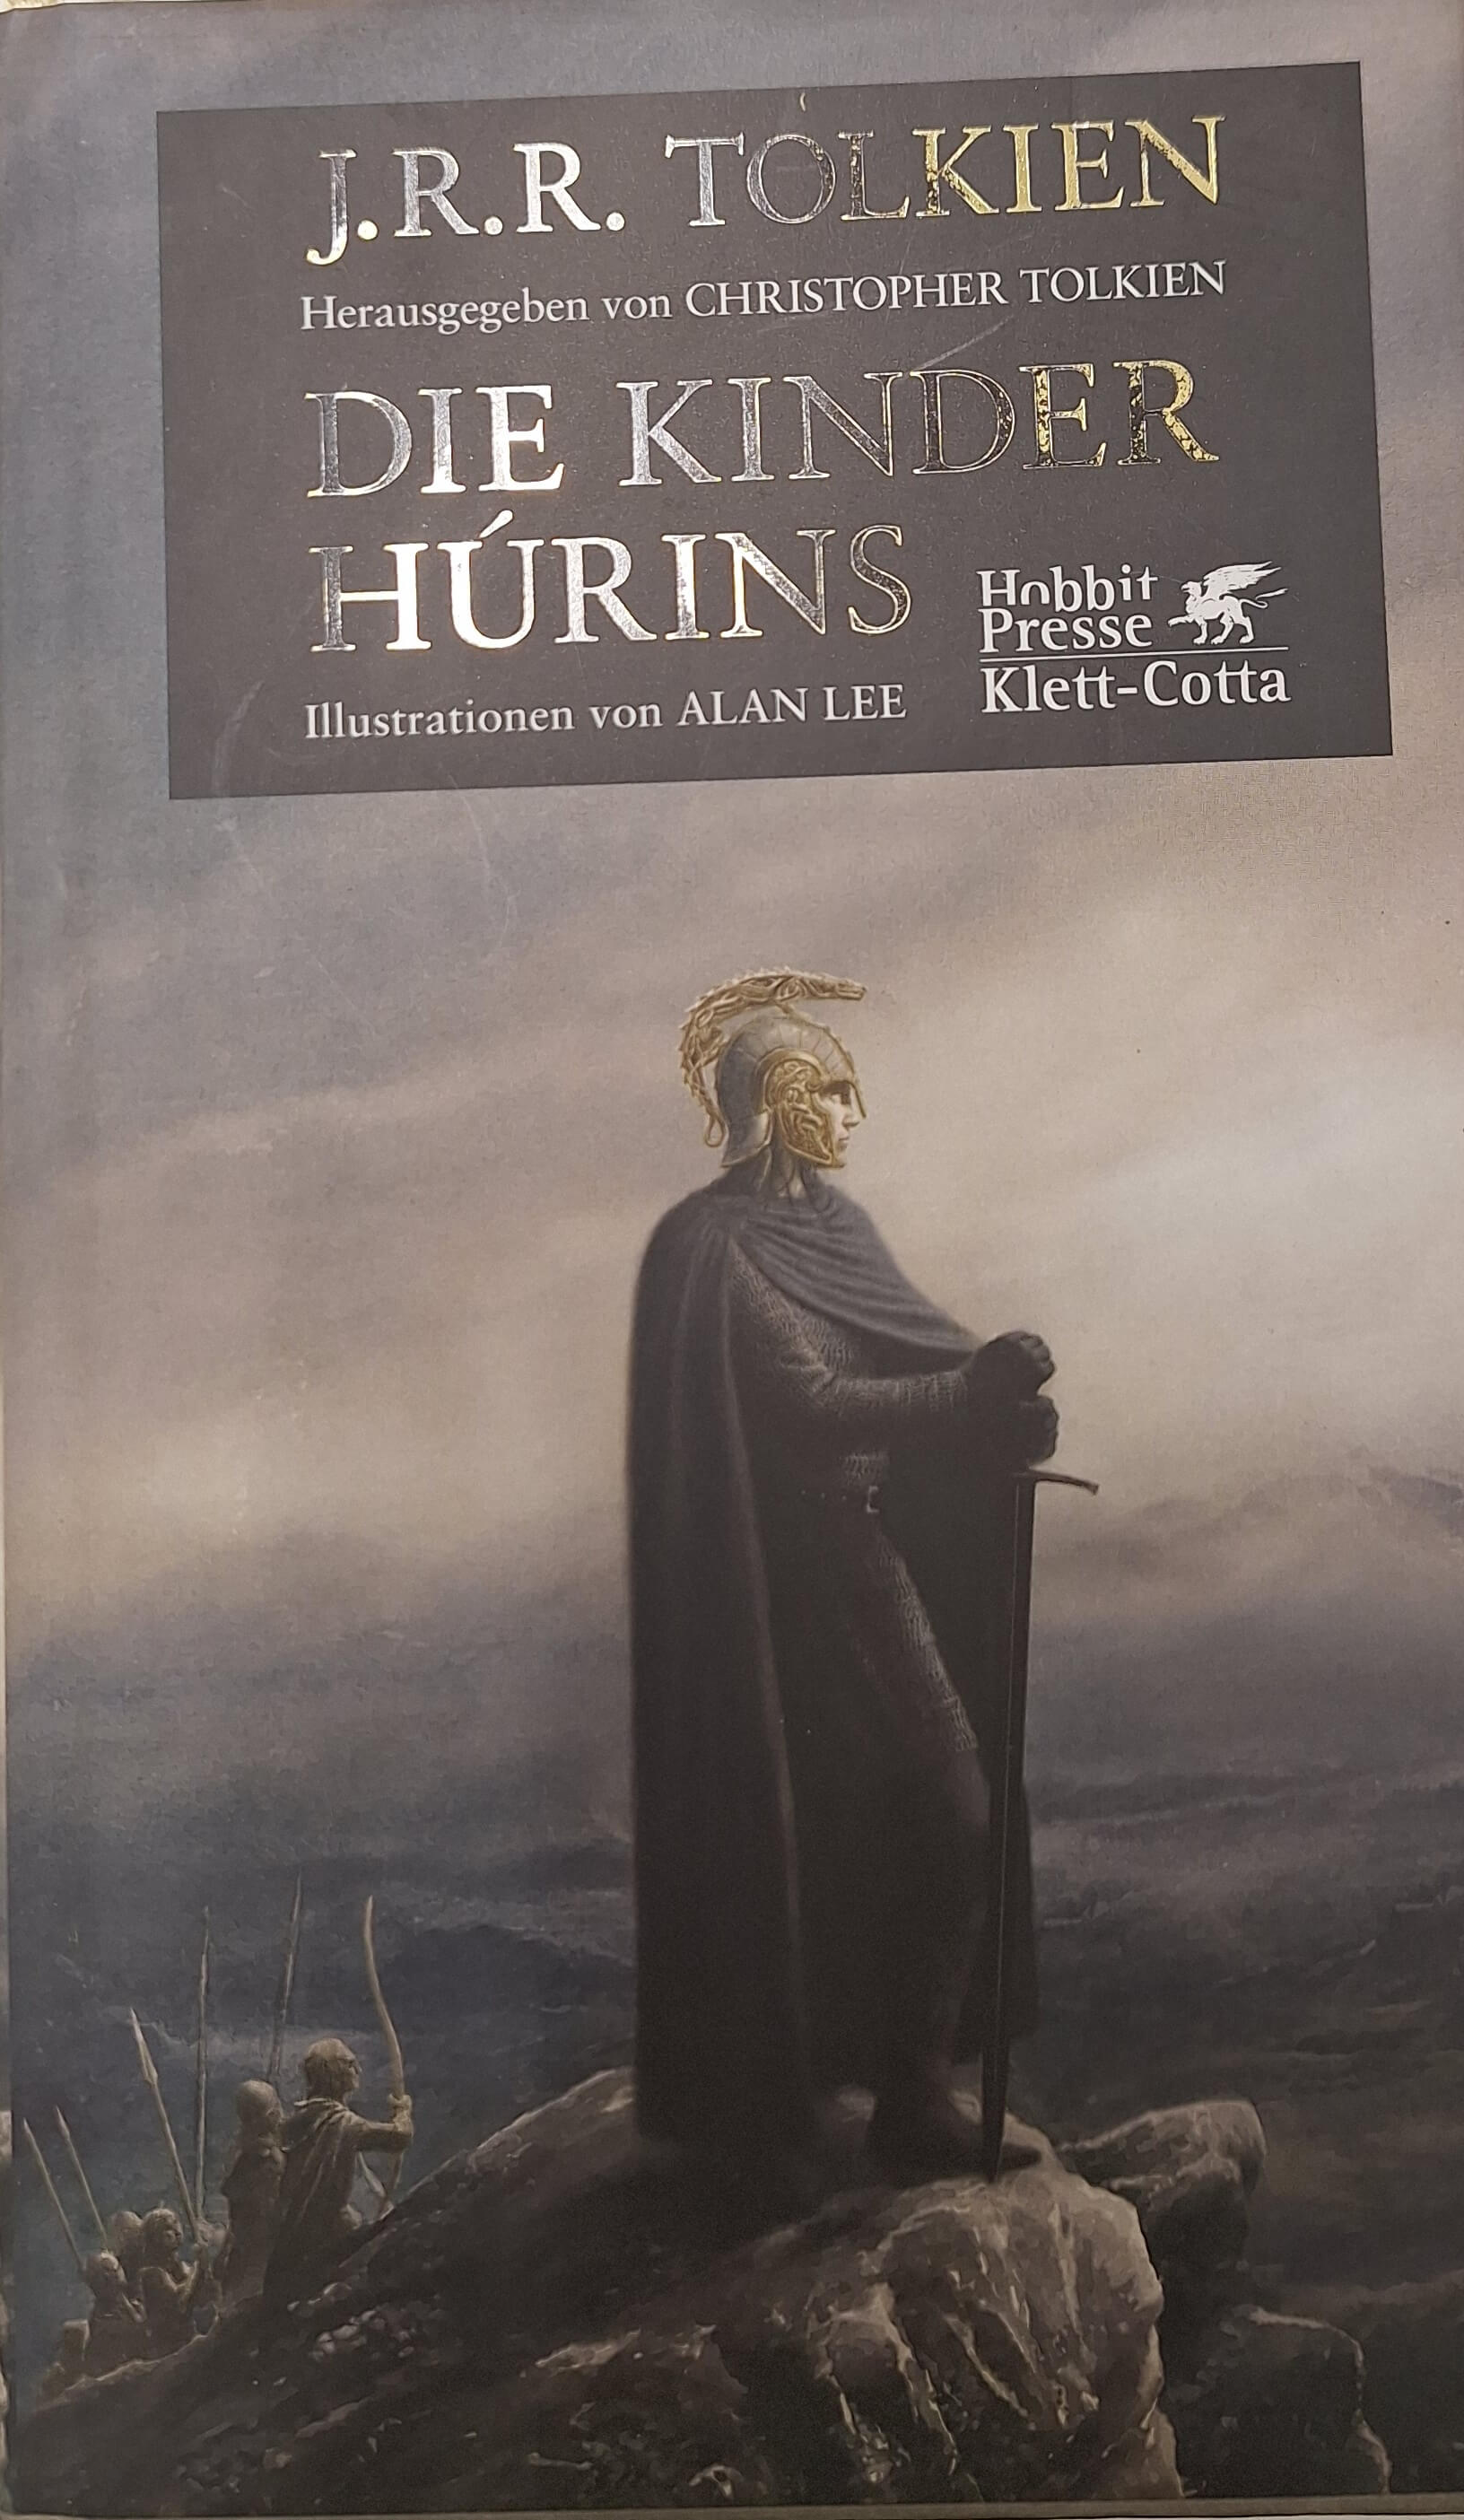 J.R.R. TOLKIEN
Herausgegeben von CHRISTOPHER TOLKIEN
DIE KINDER
HÚRINS
Illustrationen von ALAN LEE
Hobbit
Presse
Klett-Cotta